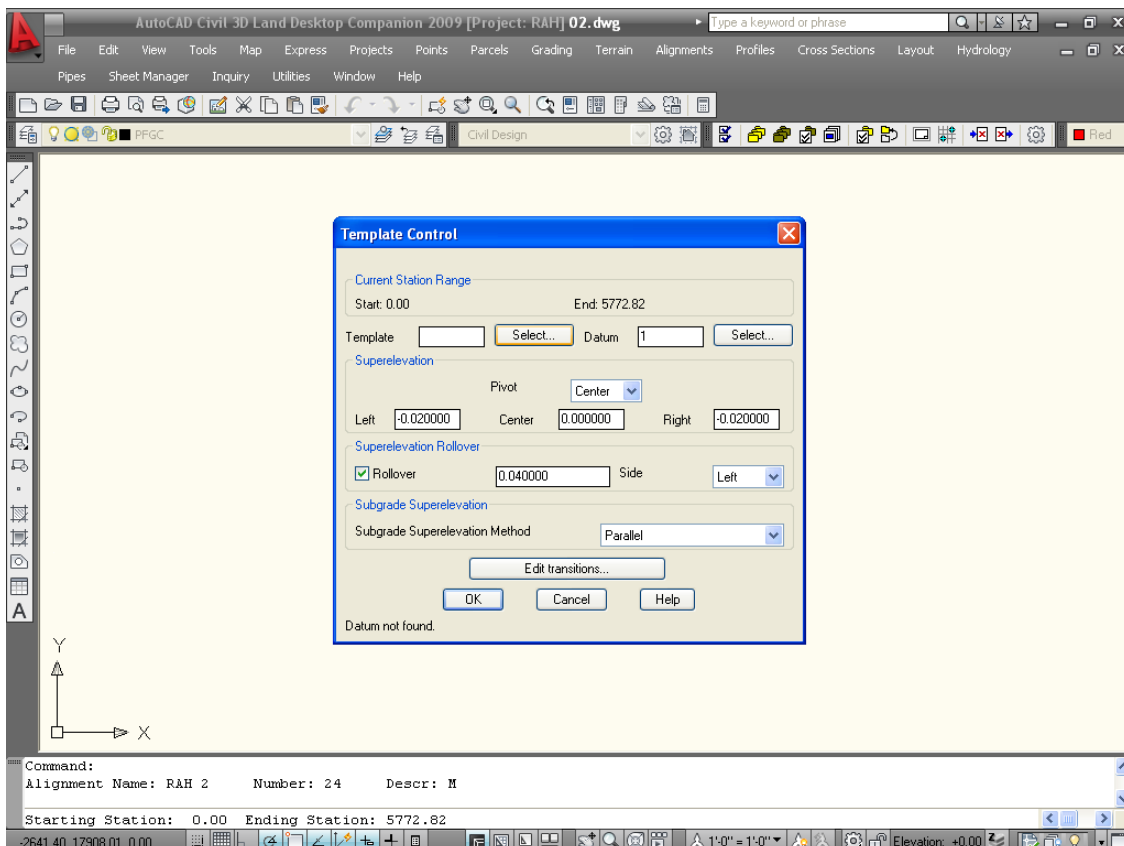 AutoCAD Civil 3D Land Desktop Companion 2009 [Project: RAH] 02.dwg Type a keyword or phrase
File Edit View Tools Map Express Projects Points Parcels Grading Terrain Alignments Profiles Cross Sections Layout Hydrology
Pipes Sheet Manager Inquiry Utilities Window Help
PFGC Civil Design Red
Template Control
Current Station Range
Start: 0.00 End: 5772.82
Template Select... Datum 1 Select...
Superelevation
Pivot Center
Left -0.020000 Center 0.000000 Right -0.020000
Superelevation Rollover
Rollover 0.040000 Side Left
Subgrade Superelevation
Subgrade Superelevation Method Parallel
Edit transitions...
OK Cancel Help
Datum not found.
A
Y
X
Command:
Alignment Name: RAH 2 Number: 24 Descr: M
Starting Station: 0.00 Ending Station: 5772.82
-2641.40, 17908.01, 0.00 1'-0" = 1'-0" Elevation: +0.00